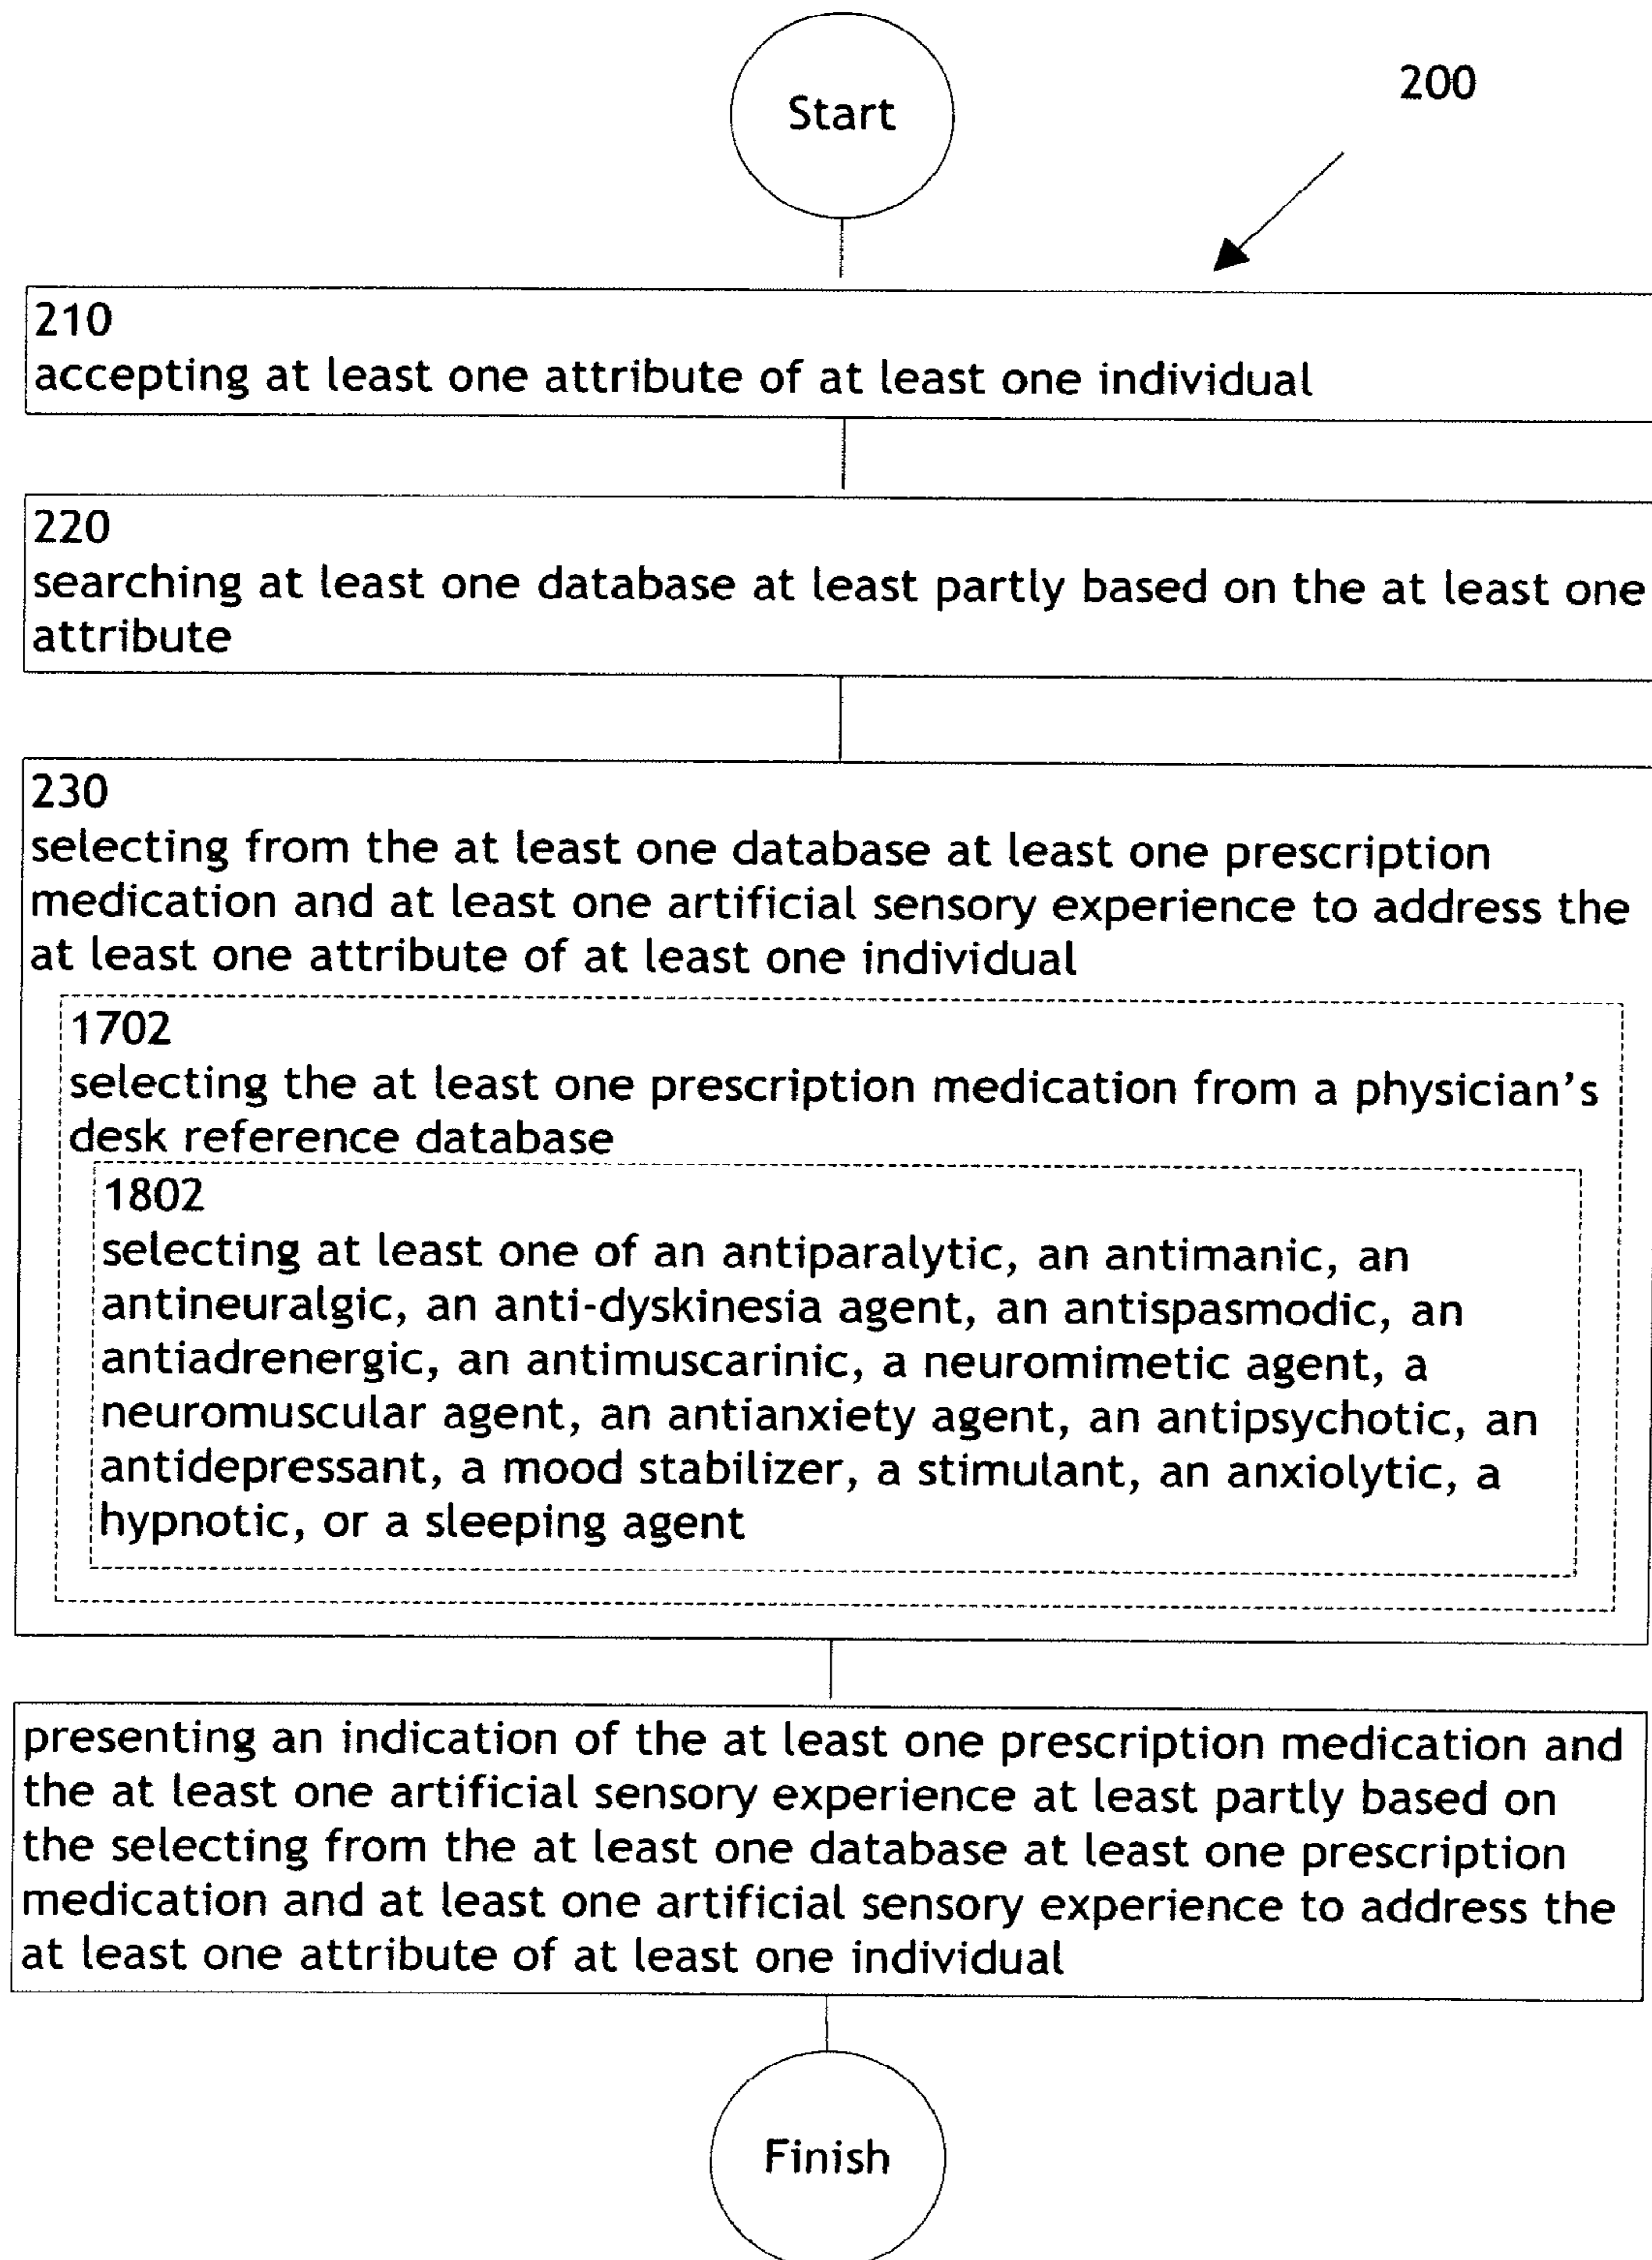 Start
200
210
accepting at least one attribute of at least one individual
220
searching at least one database at least partly based on the at least one
attribute
230
selecting from the at least one database at least one prescription
medication and at least one artificial sensory experience to address the
at least one attribute of at least one individual
1702
selecting the at least one prescription medication from a physician’s
desk reference database
1802
selecting at least one of an antiparalytic, an antimanic, an
antineuralgic, an anti-dyskinesia agent, an antispasmodic, an
antiadrenergic, an antimuscarinic, a neuromimetic agent, a
neuromuscular agent, an antianxiety agent, an antipsychotic, an
antidepressant, a mood stabilizer, a stimulant, an anxiolytic, a
hypnotic, or a sleeping agent
presenting an indication of the at least one prescription medication and
the at least one artificial sensory experience at least partly based on
the selecting from the at least one database at least one prescription
medication and at least one artificial sensory experience to address the
at least one attribute of at least one individual
Finish